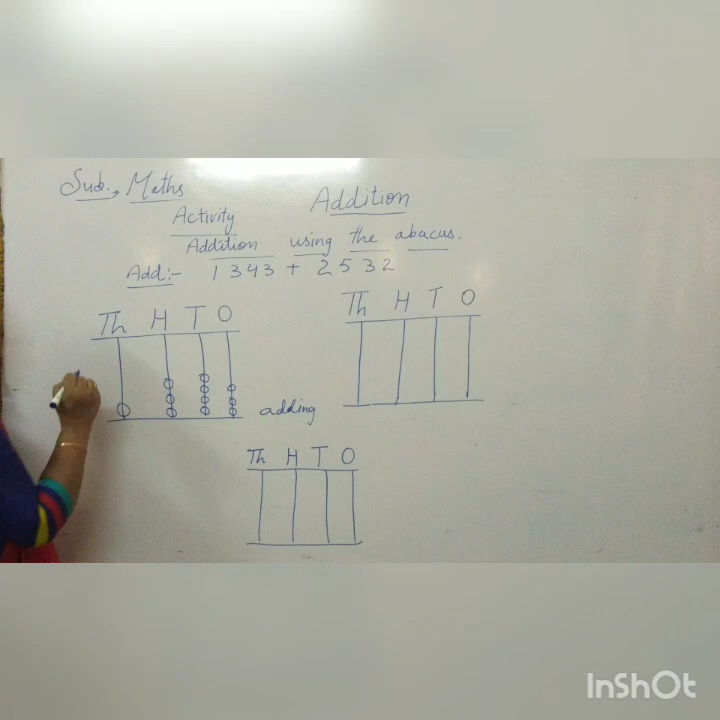 Sub., Maths
Addition
Activity
Addition using the abacus.
Add:- 1343 + 2532
Th H T O
Th H T O
adding
Th H T O
InShOt